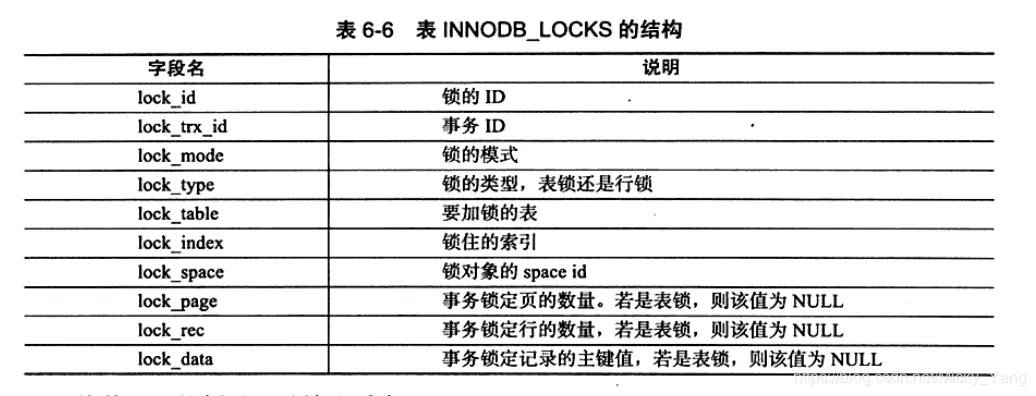 表 6-6 表 INNODB_LOCKS 的结构
字段名 说明
lock_id 锁的 ID
lock_trx_id 事务 ID
lock_mode 锁的模式
lock_type 锁的类型，表锁还是行锁
lock_table 要加锁的表
lock_index 锁住的索引
lock_space 锁对象的 space id
lock_page 事务锁定页的数量。若是表锁，则该值为 NULL
lock_rec 事务锁定行的数量，若是表锁，则该值为 NULL
lock_data 事务锁定记录的主键值，若是表锁，则该值为 NULL
https://blog.csdn.net/Micky_Yang